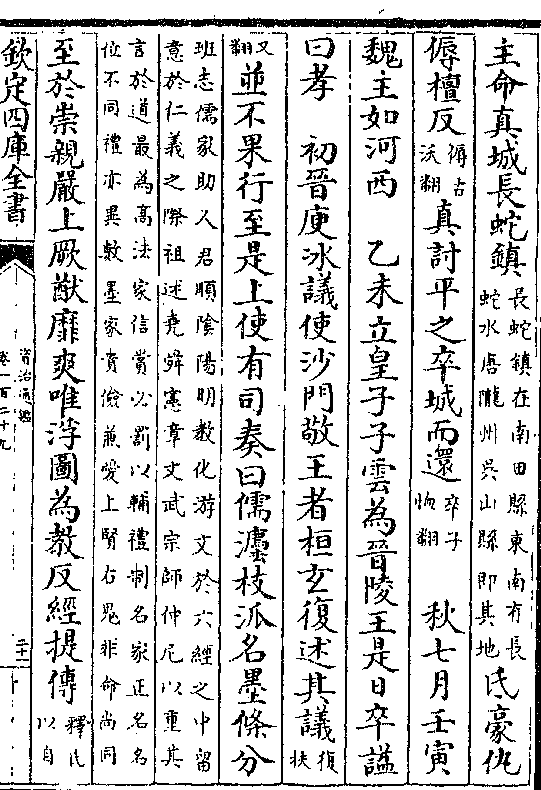 主命真城長蛇鎮長蛇鎮在南田縣東南有長蛇水唐隴州吳山縣即其地氐豪仇
傉檀反傉古沃翻真討平之卒城而還卒子恤翻 秋七月壬寅
魏主如河西 乙未立皇子子雲為晉陵王是日卒諡
曰孝 初晉庾冰議使沙門敬王者桓玄復述其議復扶
又翻並不果行至是上使有司奏曰儒灋枝派名墨條分
班志儒家助人君順陰陽明教化游文於六經之中留意於仁義之際祖述堯舜憲章文武宗師仲尼以重其
言於道最為高法家信賞必罰以輔禮制名家正名名位不同禮亦異數墨家貴儉兼愛上賢右鬼非命尚同
至於崇親嚴上厥猷靡爽唯浮圖為教反經提傳釋氏以自
欽定四庫全書
資治通鑑
卷一百二十九
二十一